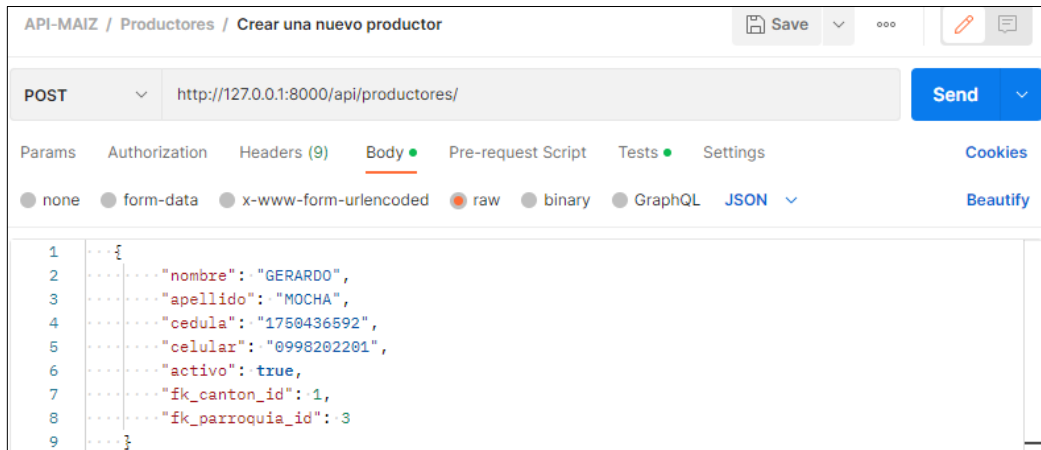 API-MAIZ / Productores / Crear una nuevo productor Save ooo
POST http://127.0.0.1:8000/api/productores/ Send
Params Authorization Headers (9) Body Pre-request Script Tests Settings Cookies
none form-data x-www-form-urlencoded raw binary GraphQL JSON Beautify
1 {
2 "nombre": "GERARDO",
3 "apellido": "MOCHA",
4 "cedula": "1750436592",
5 "celular": "0998202201",
6 "activo": true,
7 "fk_canton_id": 1,
8 "fk_parroquia_id": 3
9 }